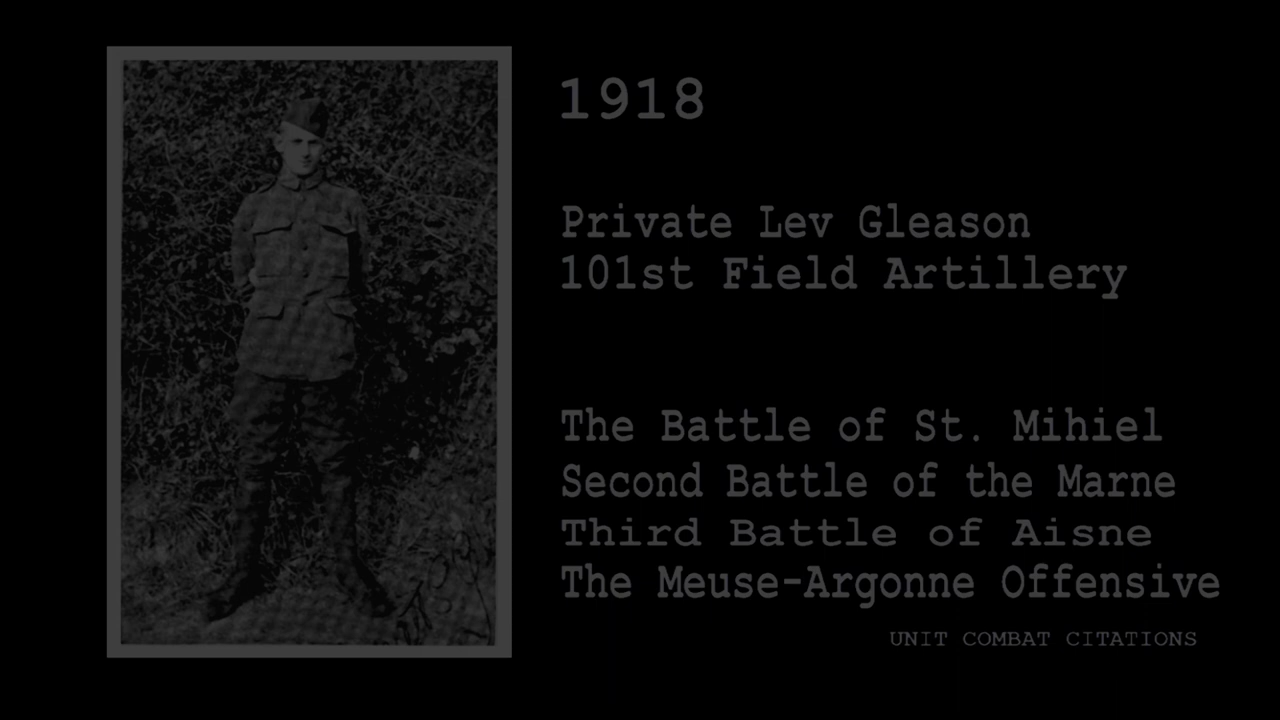 1918
Private Lev Gleason
101st Field Artillery
The Battle of St. Mihiel
Second Battle of the Marne
Third Battle of Aisne
The Meuse-Argonne Offensive
UNIT COMBAT CITATIONS